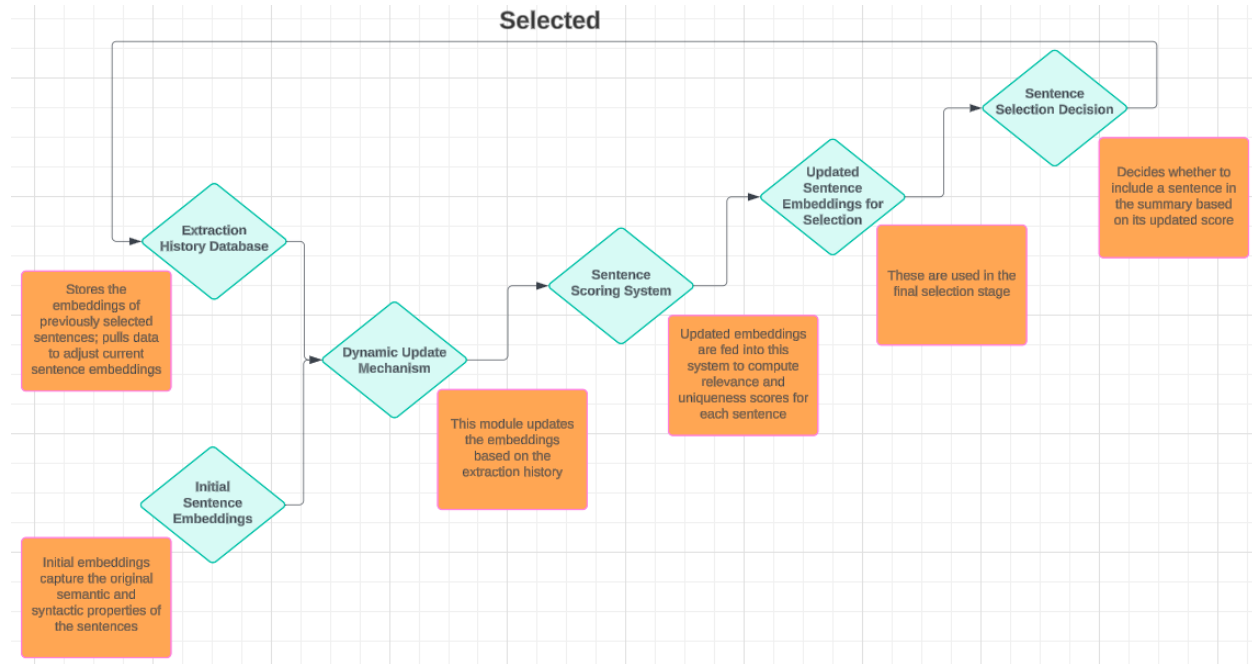 Selected
Sentence
Selection Decision
Decides whether to
include a sentence in
the summary based
on its updated score
Updated
Sentence
Embeddings for
Selection
These are used in the
final selection stage
Extraction
History Database
Stores the
embeddings of
previously selected
sentences; pulls data
to adjust current
sentence embeddings
Sentence
Scoring System
Updated embeddings
are fed into this
system to compute
relevance and
uniqueness scores for
each sentence
Dynamic Update
Mechanism
This module updates
the embeddings
based on the
extraction history
Initial
Sentence
Embeddings
Initial embeddings
capture the original
semantic and
syntactic properties of
the sentences